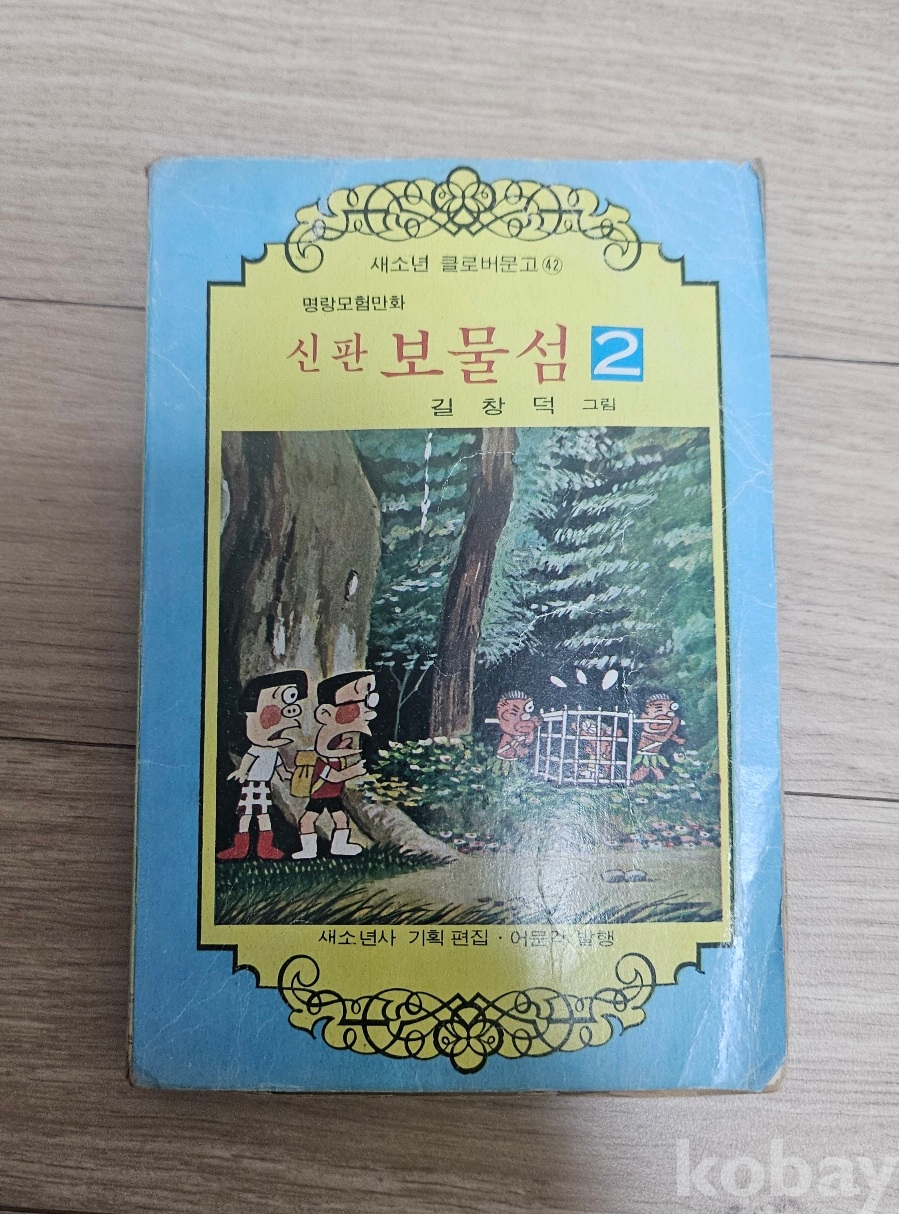 새소년 클로버문고 ㊷
명랑모험만화
신판 보물섬 2
길창덕 그림
새소년사 기획 편집 · 어문각 발행
kobay